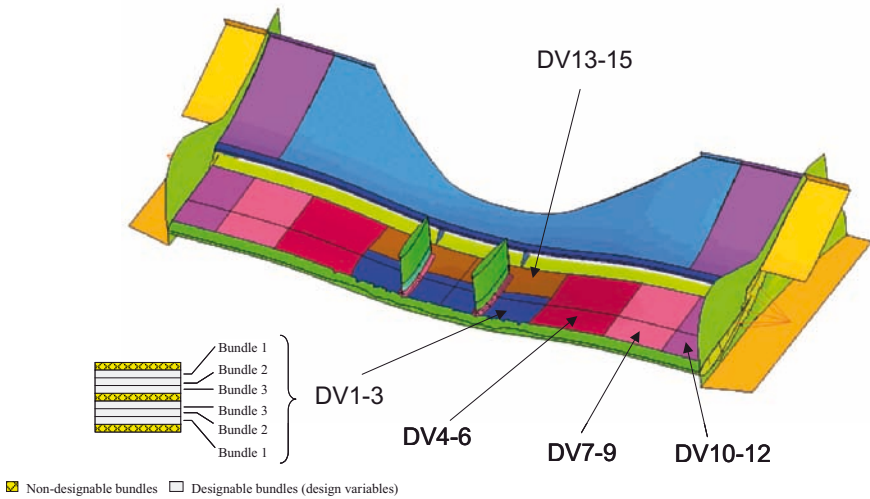 DV13-15
Bundle 1
Bundle 2
Bundle 3
Bundle 3
Bundle 2
Bundle 1
DV1-3
DV4-6
DV7-9
DV10-12
Non-designable bundles
Designable bundles (design variables)